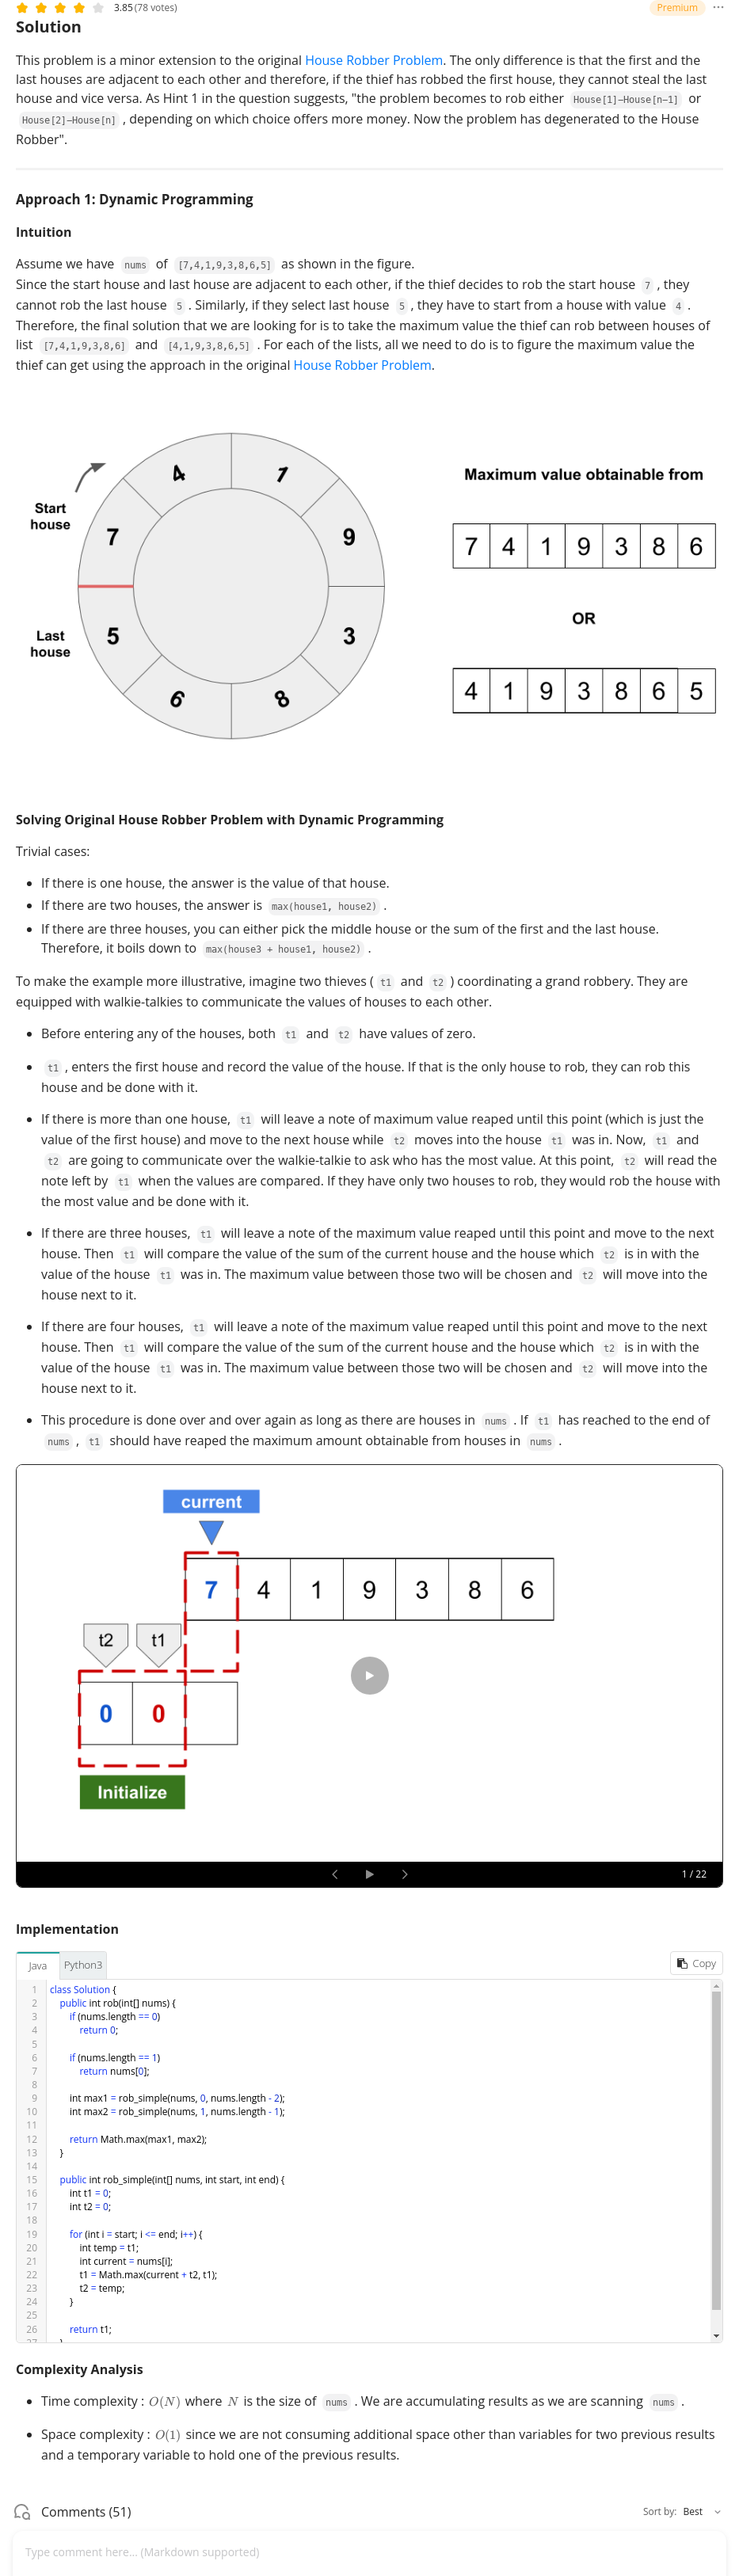 3.85 (78 votes)
Premium
Solution
This problem is a minor extension to the original House Robber Problem. The only difference is that the first and the
last houses are adjacent to each other and therefore, if the thief has robbed the first house, they cannot steal the last
house and vice versa. As Hint 1 in the question suggests, "the problem becomes to rob either House[1]–House[n–1] or
House[2]–House[n] , depending on which choice offers more money. Now the problem has degenerated to the House
Robber".
Approach 1: Dynamic Programming
Intuition
Assume we have nums of [7,4,1,9,3,8,6,5] as shown in the figure.
Since the start house and last house are adjacent to each other, if the thief decides to rob the start house 7 , they
cannot rob the last house 5 . Similarly, if they select last house 5 , they have to start from a house with value 4 .
Therefore, the final solution that we are looking for is to take the maximum value the thief can rob between houses of
list [7,4,1,9,3,8,6] and [4,1,9,3,8,6,5] . For each of the lists, all we need to do is to figure the maximum value the
thief can get using the approach in the original House Robber Problem.
Start
house
Last
house
7
4
1
9
3
8
6
5
Maximum value obtainable from
7 4 1 9 3 8 6
OR
4 1 9 3 8 6 5
Solving Original House Robber Problem with Dynamic Programming
Trivial cases:
• If there is one house, the answer is the value of that house.
• If there are two houses, the answer is max(house1, house2) .
• If there are three houses, you can either pick the middle house or the sum of the first and the last house.
Therefore, it boils down to max(house3 + house1, house2) .
To make the example more illustrative, imagine two thieves ( t1 and t2 ) coordinating a grand robbery. They are
equipped with walkie-talkies to communicate the values of houses to each other.
• Before entering any of the houses, both t1 and t2 have values of zero.
• t1 , enters the first house and record the value of the house. If that is the only house to rob, they can rob this
house and be done with it.
• If there is more than one house, t1 will leave a note of maximum value reaped until this point (which is just the
value of the first house) and move to the next house while t2 moves into the house t1 was in. Now, t1 and
t2 are going to communicate over the walkie-talkie to ask who has the most value. At this point, t2 will read the
note left by t1 when the values are compared. If they have only two houses to rob, they would rob the house with
the most value and be done with it.
• If there are three houses, t1 will leave a note of the maximum value reaped until this point and move to the next
house. Then t1 will compare the value of the sum of the current house and the house which t2 is in with the
value of the house t1 was in. The maximum value between those two will be chosen and t2 will move into the
house next to it.
• If there are four houses, t1 will leave a note of the maximum value reaped until this point and move to the next
house. Then t1 will compare the value of the sum of the current house and the house which t2 is in with the
value of the house t1 was in. The maximum value between those two will be chosen and t2 will move into the
house next to it.
• This procedure is done over and over again as long as there are houses in nums . If t1 has reached to the end of
nums , t1 should have reaped the maximum amount obtainable from houses in nums .
current
7 4 1 9 3 8 6
t2 t1
0 0
Initialize
1 / 22
Implementation
Java Python3 Copy
1 class Solution {
2 public int rob(int[] nums) {
3 if (nums.length == 0)
4 return 0;
5
6 if (nums.length == 1)
7 return nums[0];
8
9 int max1 = rob_simple(nums, 0, nums.length - 2);
10 int max2 = rob_simple(nums, 1, nums.length - 1);
11
12 return Math.max(max1, max2);
13 }
14
15 public int rob_simple(int[] nums, int start, int end) {
16 int t1 = 0;
17 int t2 = 0;
18
19 for (int i = start; i <= end; i++) {
20 int temp = t1;
21 int current = nums[i];
22 t1 = Math.max(current + t2, t1);
23 t2 = temp;
24 }
25
26 return t1;
27 }
Complexity Analysis
• Time complexity : O(N) where N is the size of nums . We are accumulating results as we are scanning nums .
• Space complexity : O(1) since we are not consuming additional space other than variables for two previous results
and a temporary variable to hold one of the previous results.
Comments (51)
Sort by: Best
Type comment here... (Markdown supported)